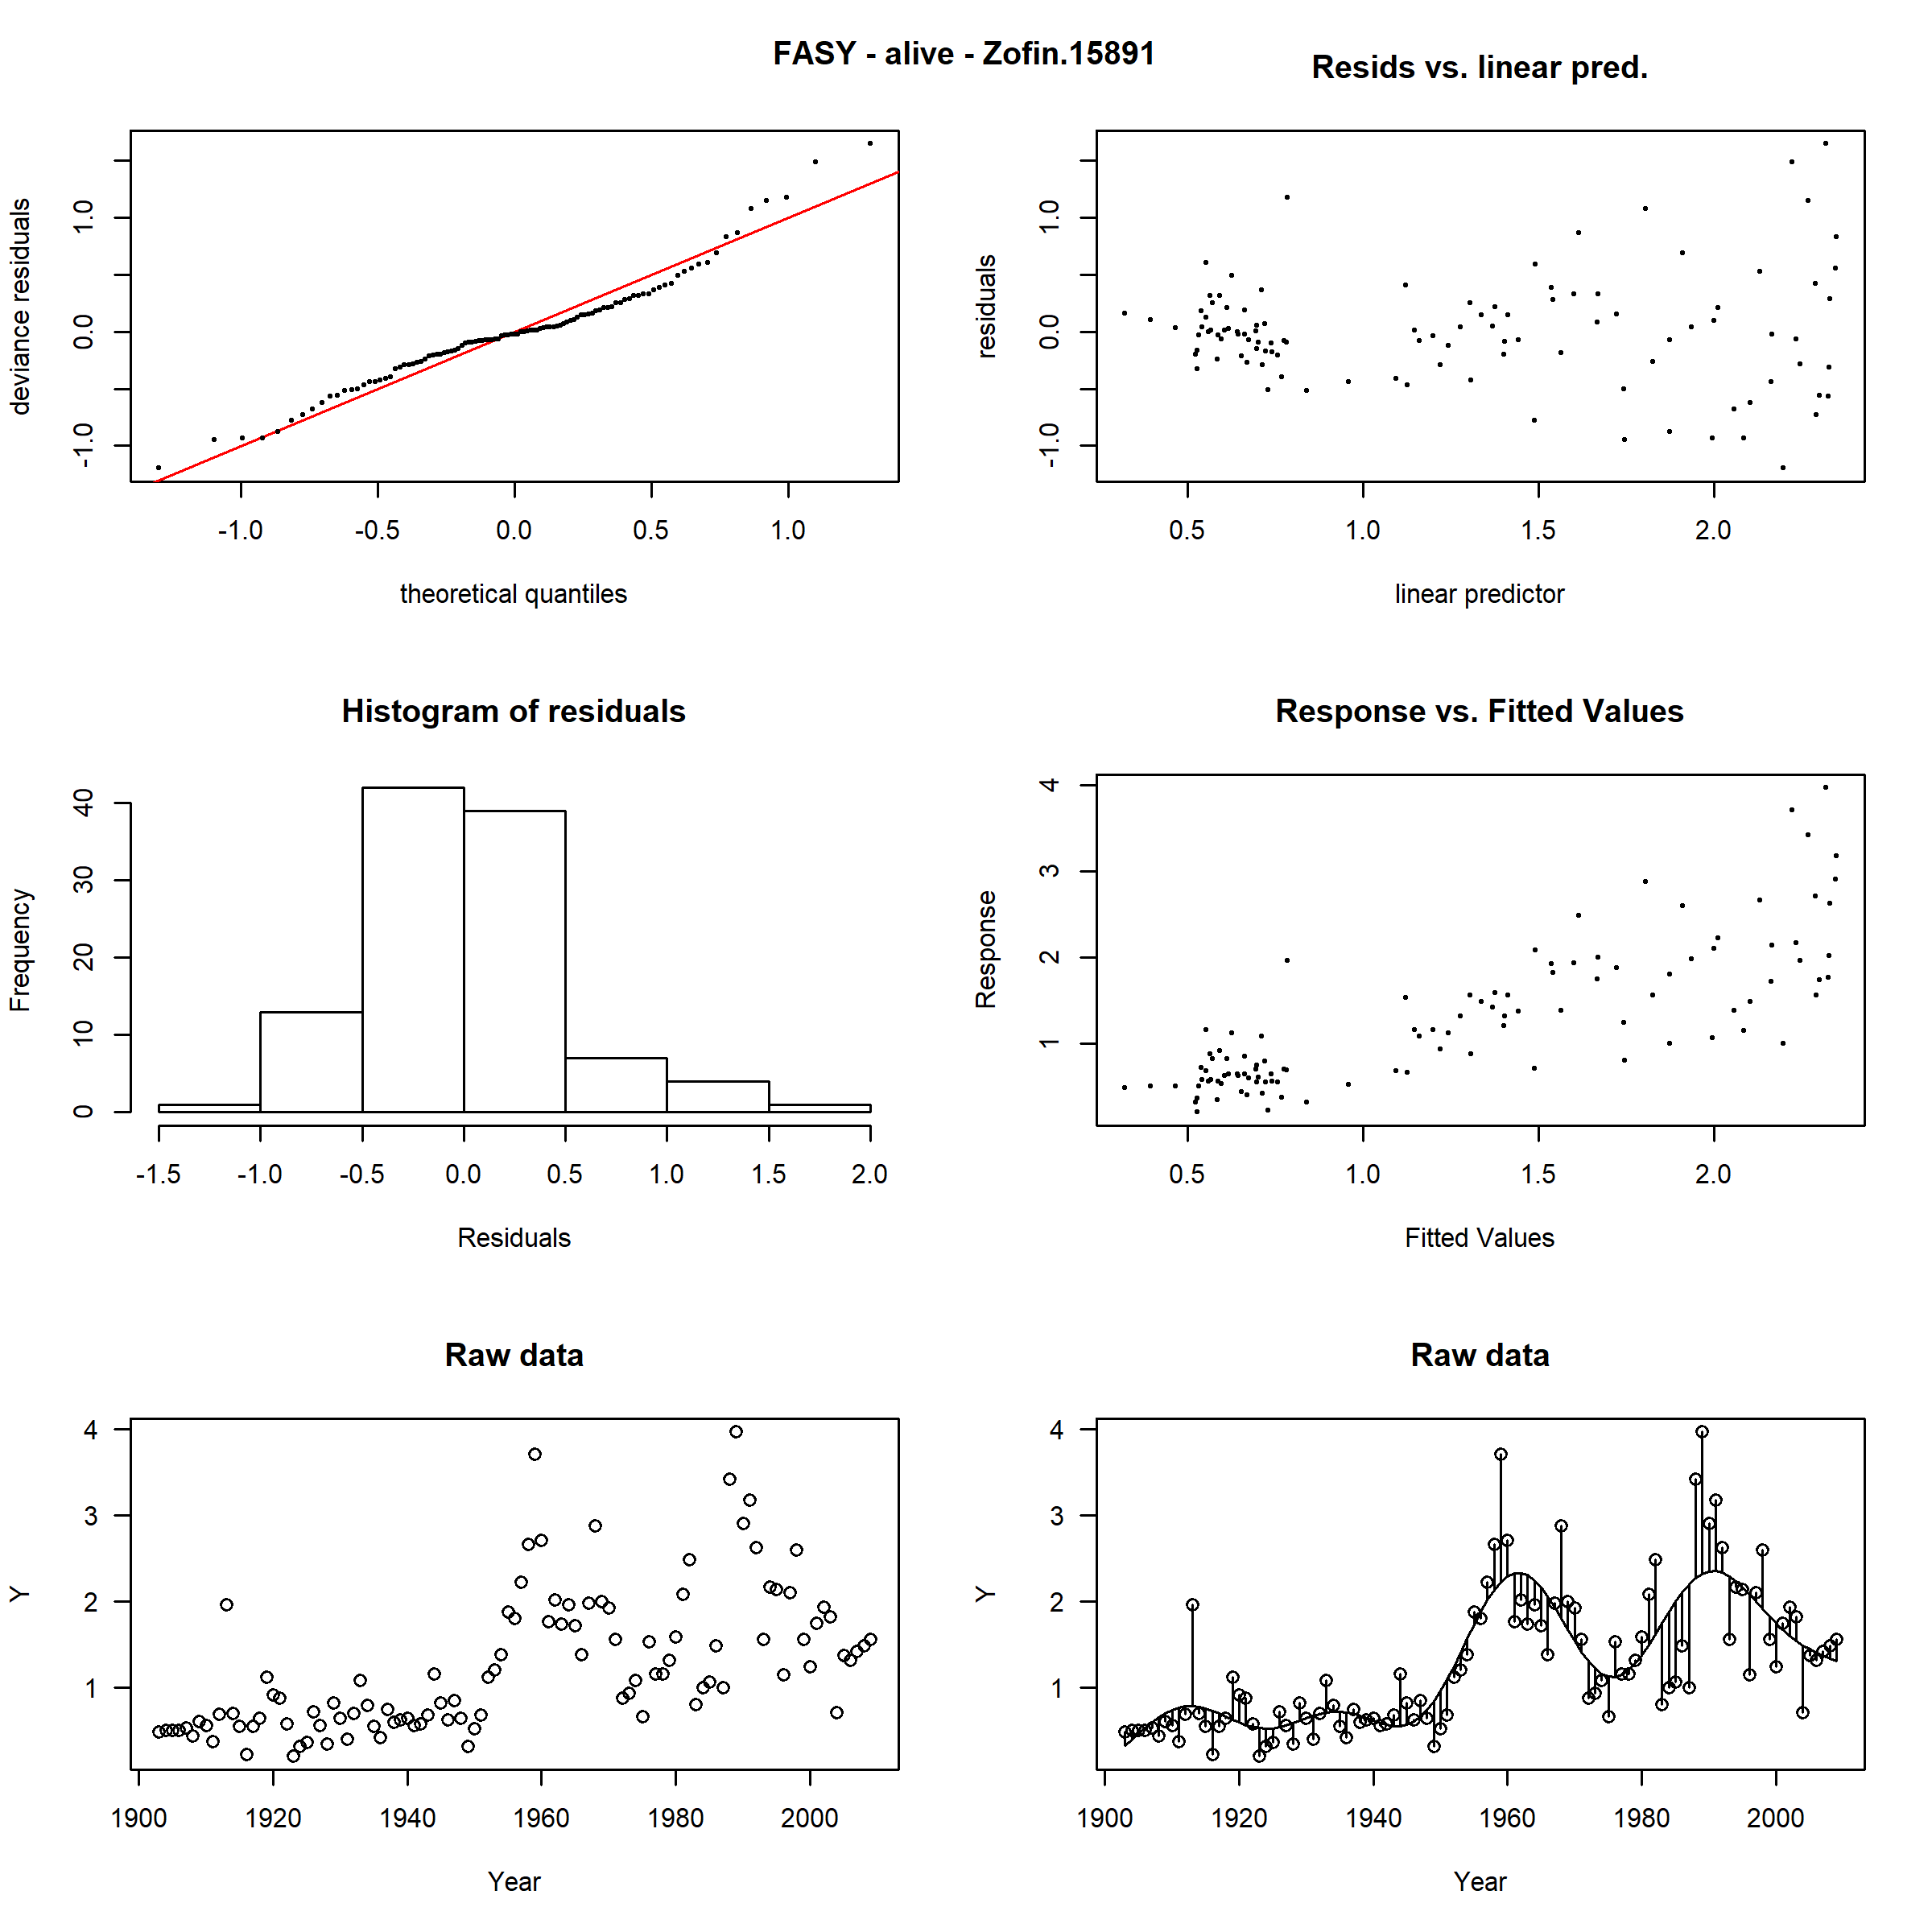 FASY - alive - Zofin.15891
Resids vs. linear pred.
deviance residuals
-1.0 0.0 1.0
-1.0 -0.5 0.0 0.5 1.0
theoretical quantiles
residuals
-1.0 0.0 1.0
0.5 1.0 1.5 2.0
linear predictor
Histogram of residuals
Frequency
0 10 20 30 40
-1.5 -1.0 -0.5 0.0 0.5 1.0 1.5 2.0
Residuals
Response vs. Fitted Values
Response
1 2 3 4
0.5 1.0 1.5 2.0
Fitted Values
Raw data
Y
1 2 3 4
1900 1920 1940 1960 1980 2000
Year
Raw data
Y
1 2 3 4
1900 1920 1940 1960 1980 2000
Year